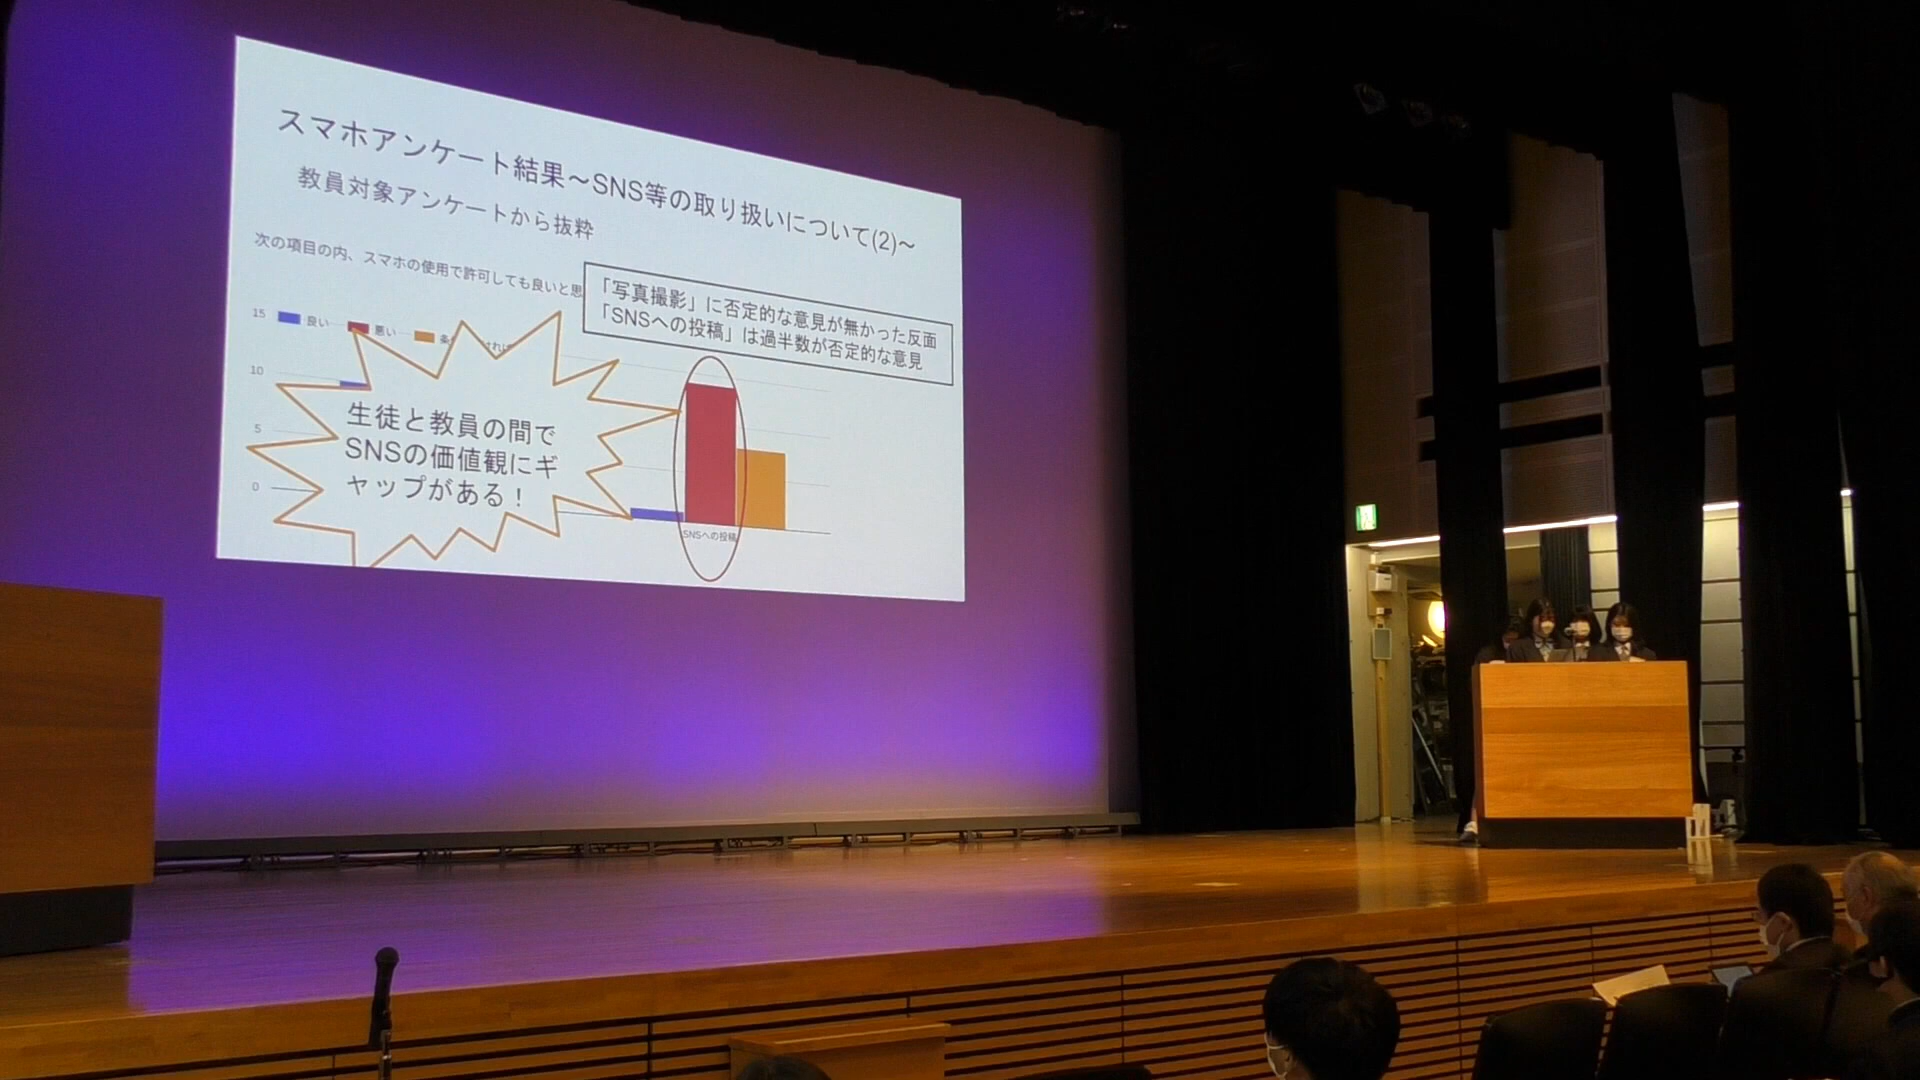 スマホアンケート結果～SNS等の取り扱いについて(2)～
教員対象アンケートから抜粋
次の項目の内、スマホの使用で許可しても良いと思
「写真撮影」に否定的な意見が無かった反面
「SNSへの投稿」は過半数が否定的な意見
15
良い
悪い
10
5
0
生徒と教員の間で
SNSの価値観にギ
ャップがある！
SNSへの投稿